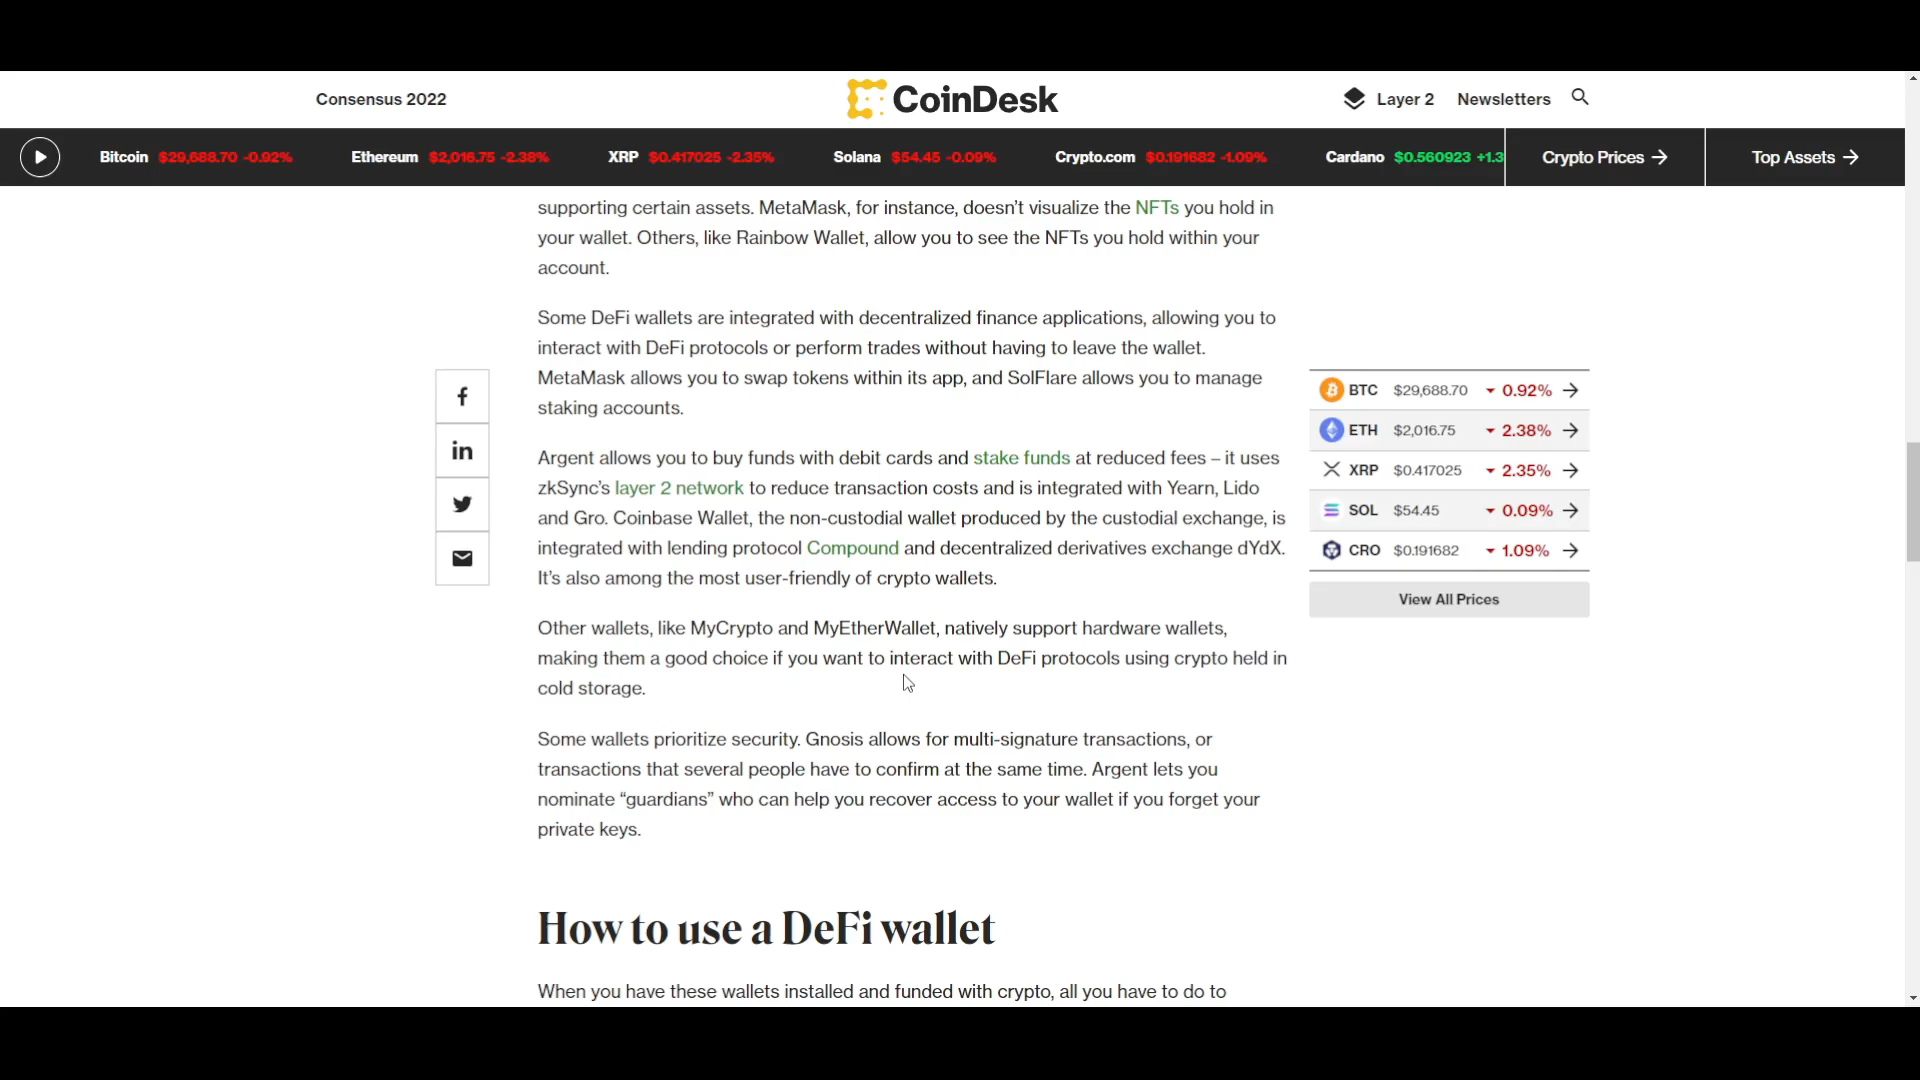 Consensus 2022
CoinDesk
Layer 2 Newsletters
Bitcoin $29,688.70 -0.92% Ethereum $2,016.75 -2.38% XRP $0.417025 -2.35% Solana $54.45 -0.09% Crypto.com $0.191682 -1.09% Cardano $0.560923 +1.3 Crypto Prices → Top Assets →
supporting certain assets. MetaMask, for instance, doesn’t visualize the NFTs you hold in
your wallet. Others, like Rainbow Wallet, allow you to see the NFTs you hold within your
account.
Some DeFi wallets are integrated with decentralized finance applications, allowing you to
interact with DeFi protocols or perform trades without having to leave the wallet.
MetaMask allows you to swap tokens within its app, and SolFlare allows you to manage
staking accounts.
Argent allows you to buy funds with debit cards and stake funds at reduced fees – it uses
zkSync’s layer 2 network to reduce transaction costs and is integrated with Yearn, Lido
and Gro. Coinbase Wallet, the non-custodial wallet produced by the custodial exchange, is
integrated with lending protocol Compound and decentralized derivatives exchange dYdX.
It’s also among the most user-friendly of crypto wallets.
Other wallets, like MyCrypto and MyEtherWallet, natively support hardware wallets,
making them a good choice if you want to interact with DeFi protocols using crypto held in
cold storage.
Some wallets prioritize security. Gnosis allows for multi-signature transactions, or
transactions that several people have to confirm at the same time. Argent lets you
nominate “guardians” who can help you recover access to your wallet if you forget your
private keys.
How to use a DeFi wallet
When you have these wallets installed and funded with crypto, all you have to do to
BTC $29,688.70 0.92% →
ETH $2,016.75 2.38% →
XRP $0.417025 2.35% →
SOL $54.45 0.09% →
CRO $0.191682 1.09% →
View All Prices